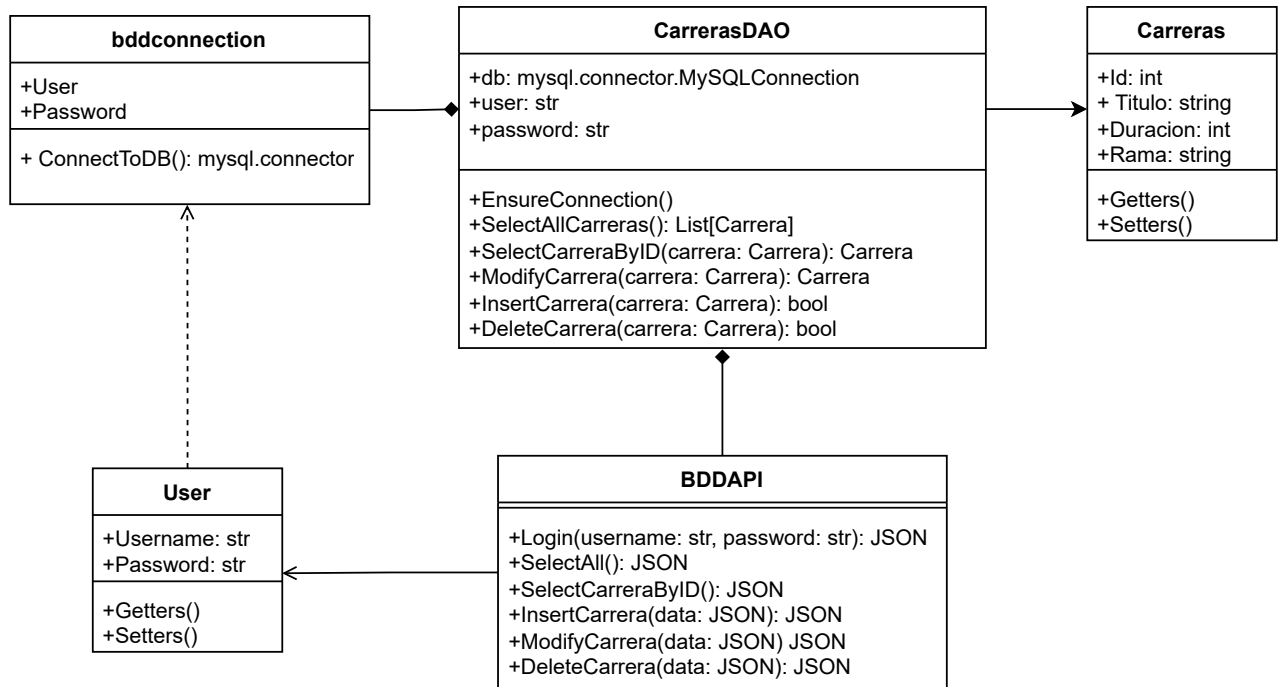 bddconnection
+User
+Password
+ ConnectToDB(): mysql.connector
CarrerasDAO
+db: mysql.connector.MySQLConnection
+user: str
+password: str
+EnsureConnection()
+SelectAllCarreras(): List[Carrera]
+SelectCarreraByID(carrera: Carrera): Carrera
+ModifyCarrera(carrera: Carrera): Carrera
+InsertCarrera(carrera: Carrera): bool
+DeleteCarrera(carrera: Carrera): bool
Carreras
+Id: int
+ Titulo: string
+Duracion: int
+Rama: string
+Getters()
+Setters()
User
+Username: str
+Password: str
+Getters()
+Setters()
BDDAPI
+Login(username: str, password: str): JSON
+SelectAll(): JSON
+SelectCarreraByID(): JSON
+InsertCarrera(data: JSON): JSON
+ModifyCarrera(data: JSON) JSON
+DeleteCarrera(data: JSON): JSON